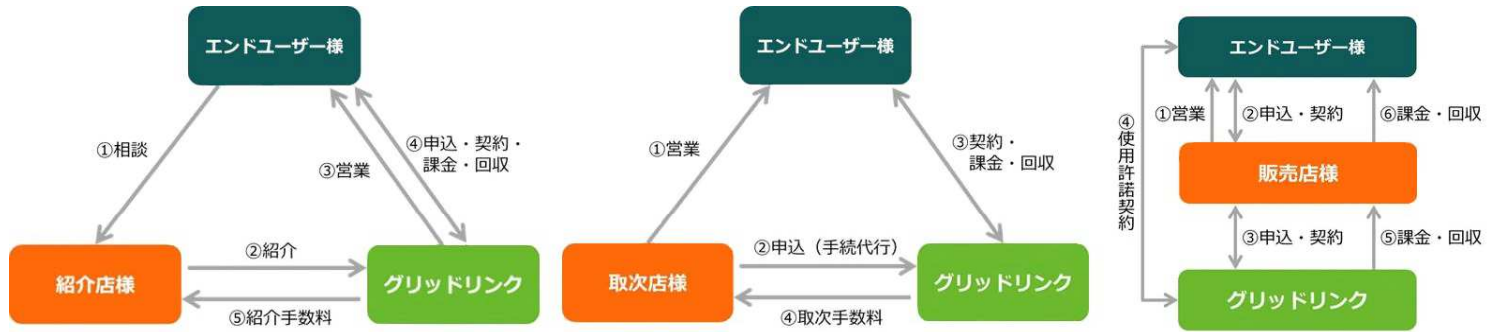 エンドユーザー様
①相談
③営業
④申込・契約・
課金・回収
紹介店様
②紹介
グリッドリンク
⑤紹介手数料
エンドユーザー様
①営業
③契約・
課金・回収
取次店様
②申込（手続代行）
グリッドリンク
④取次手数料
エンドユーザー様
①営業
②申込・契約
⑥課金・回収
④使用許諾契約
販売店様
③申込・契約
⑤課金・回収
グリッドリンク